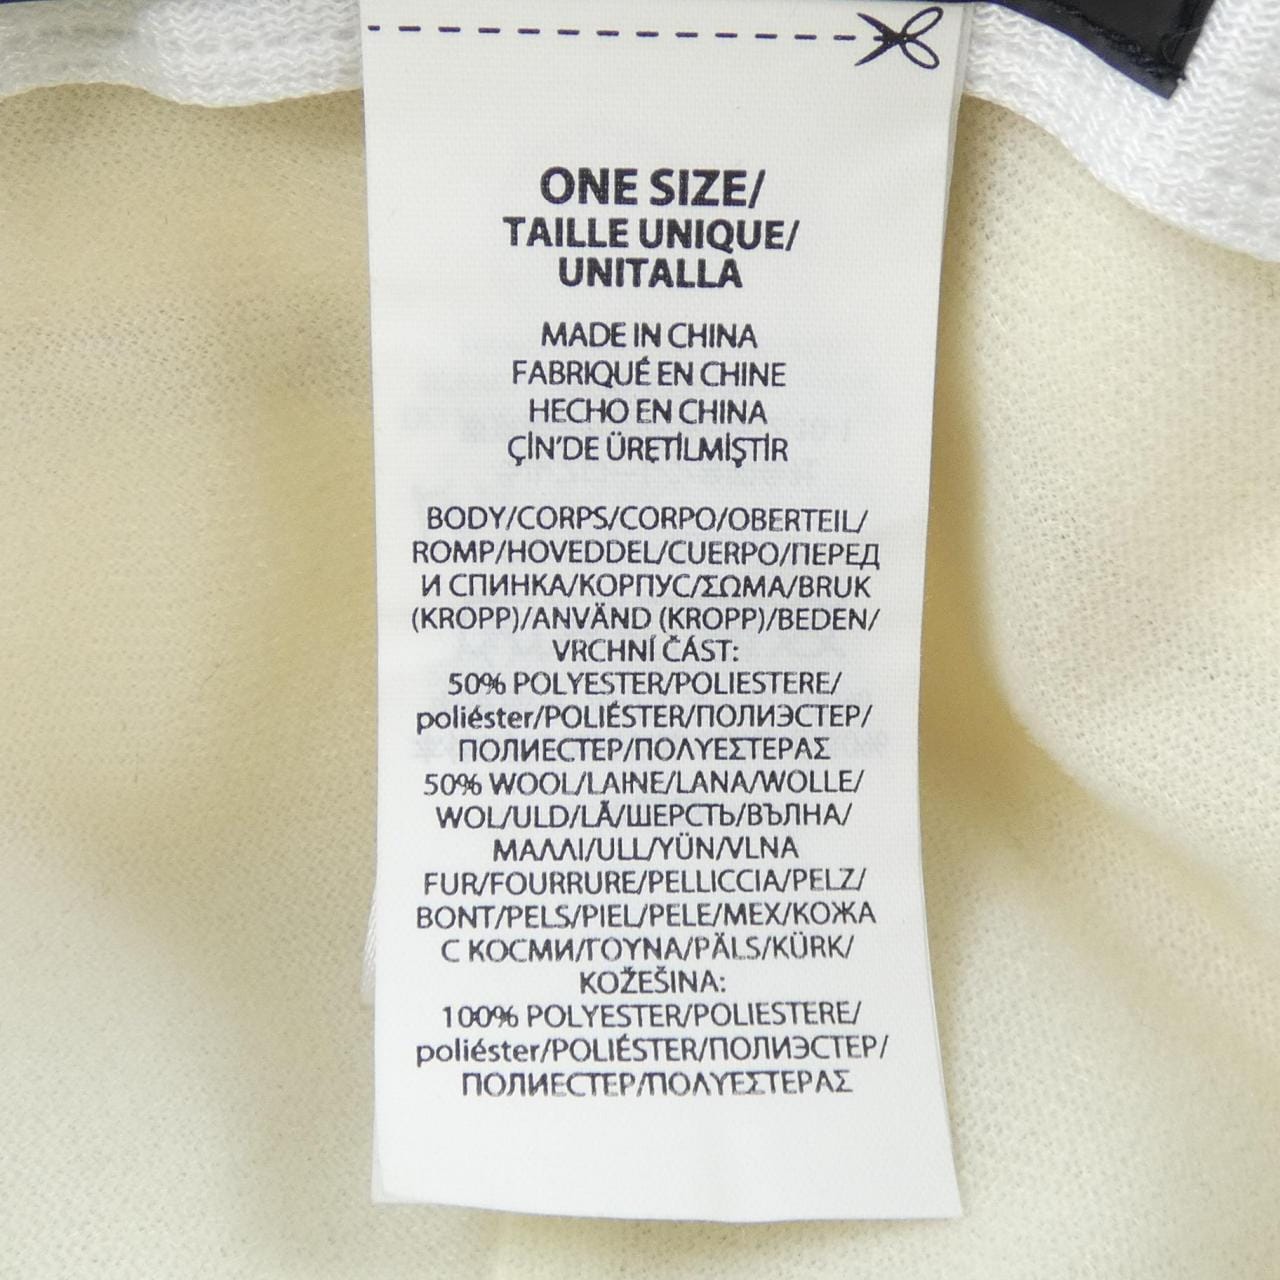 ONE SIZE/
TAILLE UNIQUE/
UNITALLA
MADE IN CHINA
FABRIQUÉ EN CHINE
HECHO EN CHINA
ÇİN'DE ÜRETİLMİŞTİR
BODY/CORPS/CORPO/OBERTEIL/
ROMP/HOVEDDEL/CUERPO/ПЕРЕД
И СПИНКА/КОРПУС/ΣΩΜΑ/BRUK
(KROPP)/ANVÄND (KROPP)/BEDEN/
VRCHNÍ ČÁST:
50% POLYESTER/POLIESTERE/
poliéster/POLIÉSTER/ПОЛИЭСТЕР/
ПОЛИЕСТЕР/ΠΟΛΥΕΣΤΕΡΑΣ
50% WOOL/LAINE/LANA/WOLLE/
WOL/ULD/LÃ/ШЕРСТЬ/ВЪЛНА/
ΜΑΛΛΙ/ULL/YÜN/VLNA
FUR/FOURRURE/PELLICCIA/PELZ/
BONT/PELS/PIEL/PELE/МЕХ/КОЖА
С КОСМИ/ΓΟΥΝΑ/PÄLS/KÜRK/
KOŽEŠINA:
100% POLYESTER/POLIESTERE/
poliéster/POLIÉSTER/ПОЛИЭСТЕР/
ПОЛИЕСТЕР/ΠΟΛΥΕΣΤΕΡΑΣ